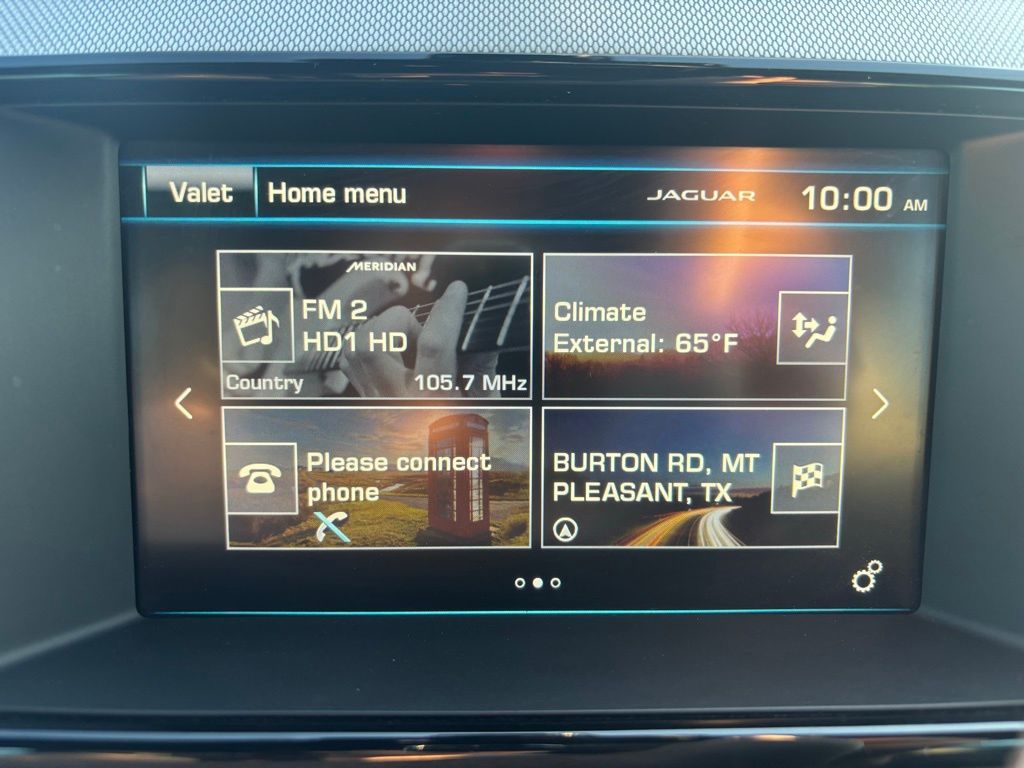 Valet Home menu JAGUAR 10:00 AM
MERIDIAN
FM 2
HD1 HD
Country 105.7 MHz
Climate
External: 65°F
Please connect
phone
BURTON RD, MT
PLEASANT, TX